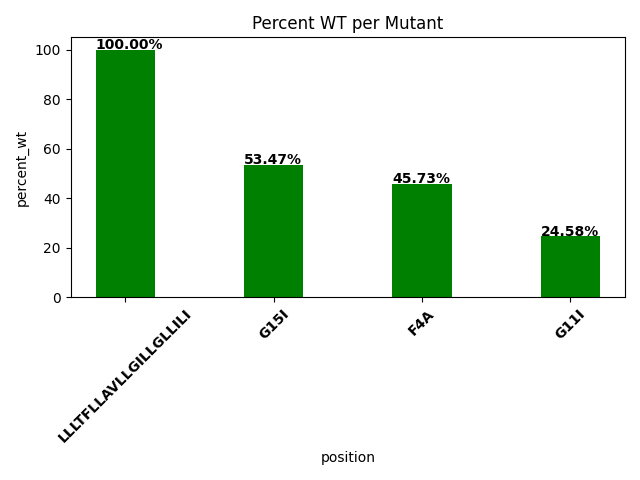 Percent WT per Mutant
percent_wt
100
80
60
40
20
0
100.00%
53.47%
45.73%
24.58%
LLLTFLLAVLLGILLGLLILI
G15I
F4A
G11I
position